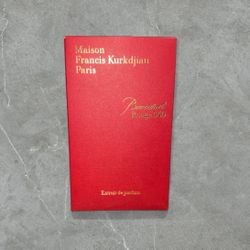 Maison
Francis Kurkdjian
Paris
Baccarat
Rouge 540
Extrait de parfum